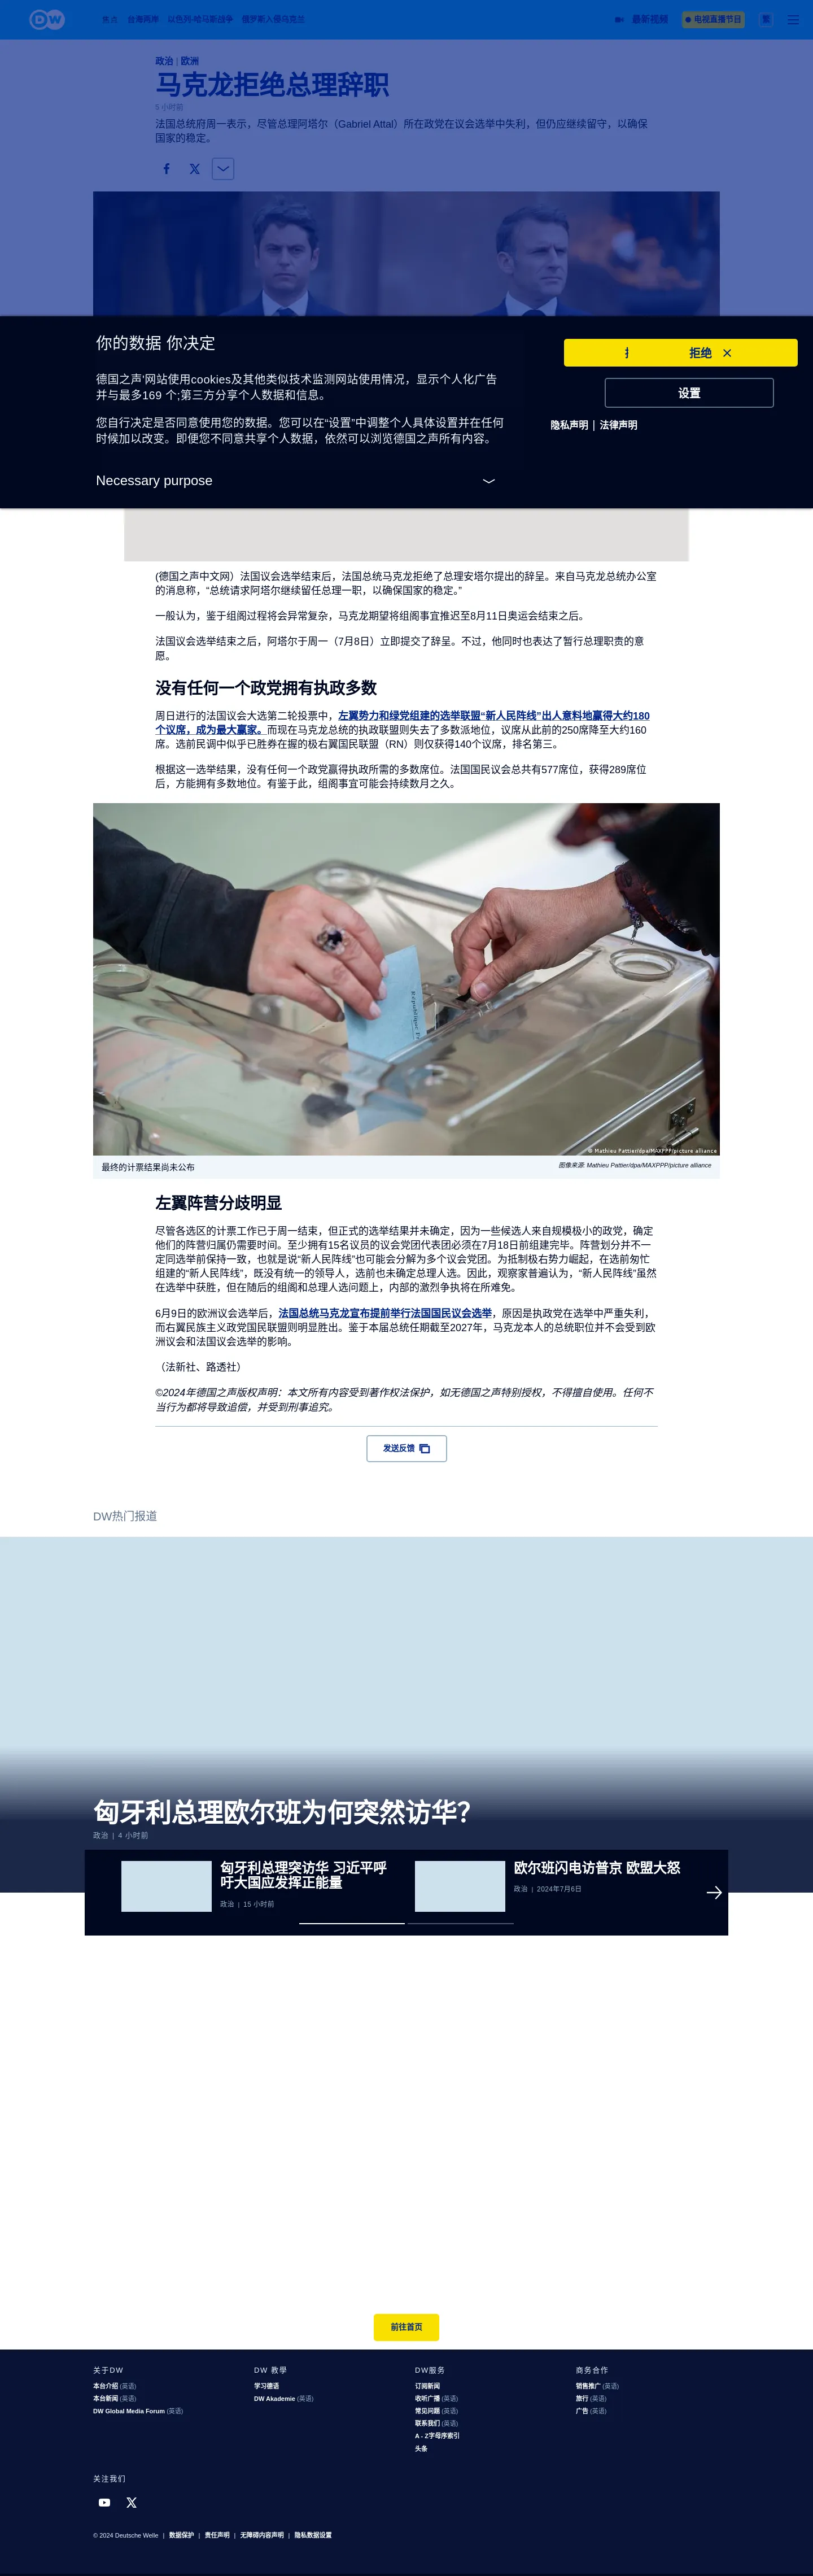 DW
焦点 台海两岸 以色列-哈马斯战争 俄罗斯入侵乌克兰 最新视频 电视直播节目 繁
政治 | 欧洲
马克龙拒绝总理辞职
5 小时前
法国总统府周一表示，尽管总理阿塔尔（Gabriel Attal）所在政党在议会选举中失利，但仍应继续留守，以确保
国家的稳定。
你的数据 你决定
德国之声'网站使用cookies及其他类似技术监测网站使用情况，显示个人化广告
并与最多169 个;第三方分享个人数据和信息。
您自行决定是否同意使用您的数据。您可以在“设置”中调整个人具体设置并在任何
时候加以改变。即便您不同意共享个人数据，依然可以浏览德国之声所有内容。
Necessary purpose
拒绝
设置
隐私声明 | 法律声明
(德国之声中文网）法国议会选举结束后，法国总统马克龙拒绝了总理安塔尔提出的辞呈。来自马克龙总统办公室
的消息称，“总统请求阿塔尔继续留任总理一职，以确保国家的稳定。”
一般认为，鉴于组阁过程将会异常复杂，马克龙期望将组阁事宜推迟至8月11日奥运会结束之后。
法国议会选举结束之后，阿塔尔于周一（7月8日）立即提交了辞呈。不过，他同时也表达了暂行总理职责的意
愿。
没有任何一个政党拥有执政多数
周日进行的法国议会大选第二轮投票中，左翼势力和绿党组建的选举联盟“新人民阵线”出人意料地赢得大约180
个议席，成为最大赢家。而现在马克龙总统的执政联盟则失去了多数派地位，议席从此前的250席降至大约160
席。选前民调中似乎已胜券在握的极右翼国民联盟（RN）则仅获得140个议席，排名第三。
根据这一选举结果，没有任何一个政党赢得执政所需的多数席位。法国国民议会总共有577席位，获得289席位
后，方能拥有多数地位。有鉴于此，组阁事宜可能会持续数月之久。
© Mathieu Pattier/dpa/MAXPPP/picture alliance
最终的计票结果尚未公布
图像来源: Mathieu Pattier/dpa/MAXPPP/picture alliance
左翼阵营分歧明显
尽管各选区的计票工作已于周一结束，但正式的选举结果并未确定，因为一些候选人来自规模极小的政党，确定
他们的阵营归属仍需要时间。至少拥有15名议员的议会党团代表团必须在7月18日前组建完毕。阵营划分并不一
定同选举前保持一致，也就是说“新人民阵线”也可能会分解为多个议会党团。为抵制极右势力崛起，在选前匆忙
组建的“新人民阵线”，既没有统一的领导人，选前也未确定总理人选。因此，观察家普遍认为，“新人民阵线”虽然
在选举中获胜，但在随后的组阁和总理人选问题上，内部的激烈争执将在所难免。
6月9日的欧洲议会选举后，法国总统马克龙宣布提前举行法国国民议会选举，原因是执政党在选举中严重失利，
而右翼民族主义政党国民联盟则明显胜出。鉴于本届总统任期截至2027年，马克龙本人的总统职位并不会受到欧
洲议会和法国议会选举的影响。
（法新社、路透社）
©2024年德国之声版权声明：本文所有内容受到著作权法保护，如无德国之声特别授权，不得擅自使用。任何不
当行为都将导致追偿，并受到刑事追究。
发送反馈
DW热门报道
匈牙利总理欧尔班为何突然访华？
政治 | 4 小时前
匈牙利总理突访华 习近平呼
吁大国应发挥正能量
政治 | 15 小时前
欧尔班闪电访普京 欧盟大怒
政治 | 2024年7月6日
前往首页
关于DW
本台介绍 (英语)
本台新闻 (英语)
DW Global Media Forum (英语)
DW 教學
学习德语
DW Akademie (英语)
DW服务
订阅新闻
收听广播 (英语)
常见问题 (英语)
联系我们 (英语)
A - Z字母序索引
头条
商务合作
销售推广 (英语)
旅行 (英语)
广告 (英语)
关注我们
© 2024 Deutsche Welle | 数据保护 | 责任声明 | 无障碍内容声明 | 隐私数据设置